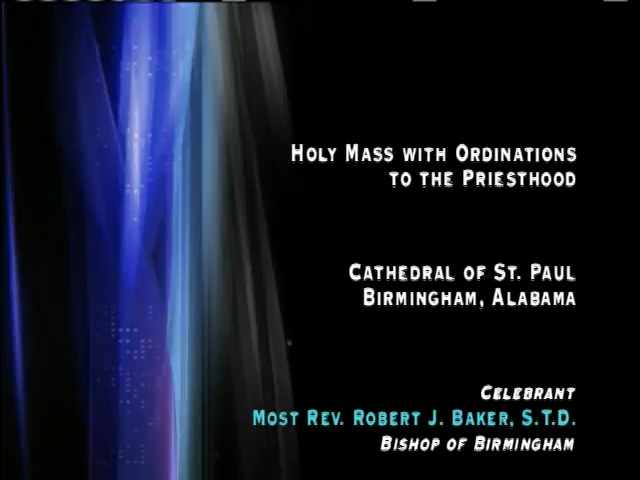 Holy Mass with Ordinations
to the Priesthood
Cathedral of St. Paul
Birmingham, Alabama
Celebrant
Most Rev. Robert J. Baker, S.T.D.
Bishop of Birmingham